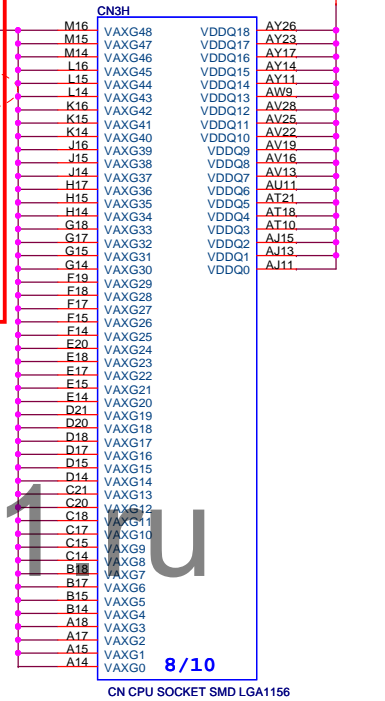 CN3H
M16 VAXG48 VDDQ18 AY26
M15 VAXG47 VDDQ17 AY23
M14 VAXG46 VDDQ16 AY17
L16 VAXG45 VDDQ15 AY14
L15 VAXG44 VDDQ14 AY11
L14 VAXG43 VDDQ13 AW9
K16 VAXG42 VDDQ12 AV28
K15 VAXG41 VDDQ11 AV25
K14 VAXG40 VDDQ10 AV22
J16 VAXG39 VDDQ9 AV19
J15 VAXG38 VDDQ8 AV16
J14 VAXG37 VDDQ7 AV13
H17 VAXG36 VDDQ6 AU11
H15 VAXG35 VDDQ5 AT21
H14 VAXG34 VDDQ4 AT18
G18 VAXG33 VDDQ3 AT10
G17 VAXG32 VDDQ2 AJ15
G15 VAXG31 VDDQ1 AJ13
G14 VAXG30 VDDQ0 AJ11
F19 VAXG29
F18 VAXG28
F17 VAXG27
F15 VAXG26
F14 VAXG25
E20 VAXG24
E18 VAXG23
E17 VAXG22
E15 VAXG21
E14 VAXG20
D21 VAXG19
D20 VAXG18
D18 VAXG17
D17 VAXG16
D15 VAXG15
D14 VAXG14
C21 VAXG13
C20 VAXG12
C18 VAXG11
C17 VAXG10
C15 VAXG9
C14 VAXG8
B18 VAXG7
B17 VAXG6
B15 VAXG5
B14 VAXG4
A18 VAXG3
A17 VAXG2
A15 VAXG1
A14 VAXG0
1.ru
8/10
CN CPU SOCKET SMD LGA1156